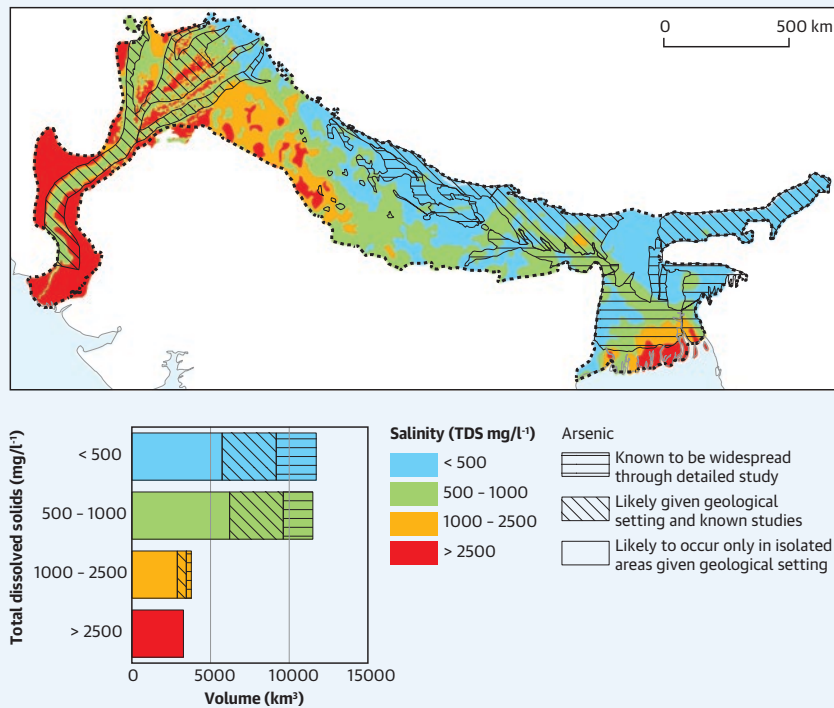 0 500 km
Total dissolved solids (mg/l⁻¹)
< 500
500 - 1000
1000 - 2500
> 2500
0 5000 10000 15000
Volume (km³)
Salinity (TDS mg/l⁻¹)
< 500
500 - 1000
1000 - 2500
> 2500
Arsenic
Known to be widespread
through detailed study
Likely given geological
setting and known studies
Likely to occur only in isolated
areas given geological setting